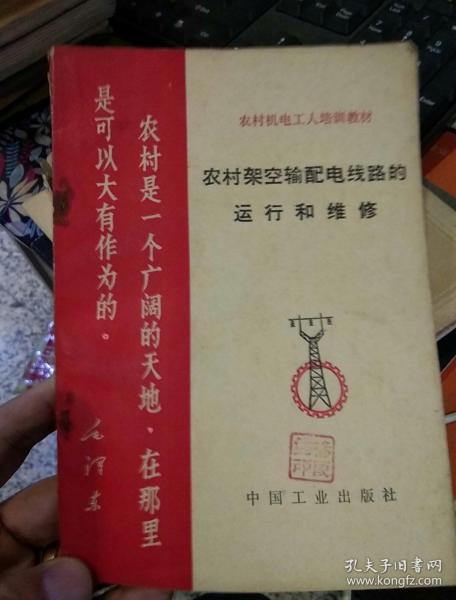 农村是一个广阔的天地、在那里
是可以大有作为的。
毛泽东
农村机电工人培训教材
农村架空输配电线路的
运行和维修
中国工业出版社
孔夫子旧书网
www.kongfz.com